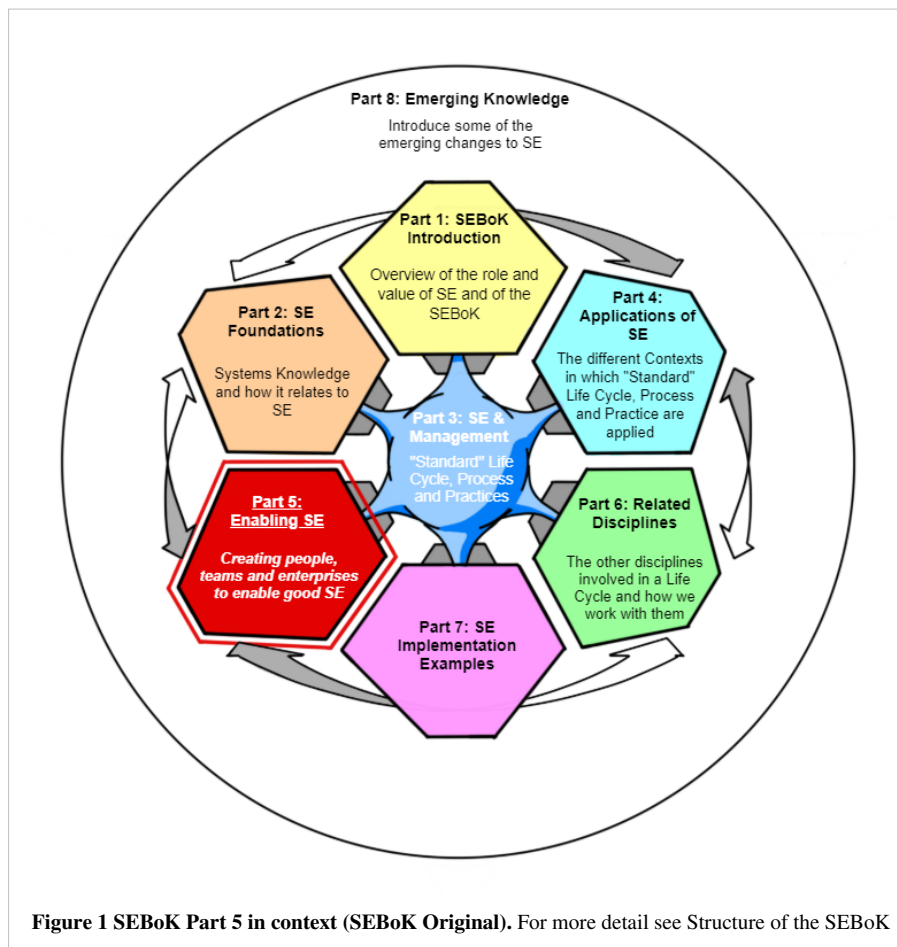 Part 8: Emerging Knowledge
Introduce some of the
emerging changes to SE
Part 1: SEBoK
Introduction
Overview of the role and
value of SE and of the
SEBoK
Part 2: SE
Foundations
Systems Knowledge
and how it relates to
SE
Part 4:
Applications of
SE
The different Contexts
in which "Standard"
Life Cycle, Process
and Practice are
applied
Part 3: SE &
Management
"Standard" Life
Cycle, Process
and Practices
Part 5:
Enabling SE
Creating people,
teams and enterprises
to enable good SE
Part 6: Related
Disciplines
The other disciplines
involved in a Life
Cycle and how we
work with them
Part 7: SE
Implementation
Examples
Figure 1 SEBoK Part 5 in context (SEBoK Original). For more detail see Structure of the SEBoK